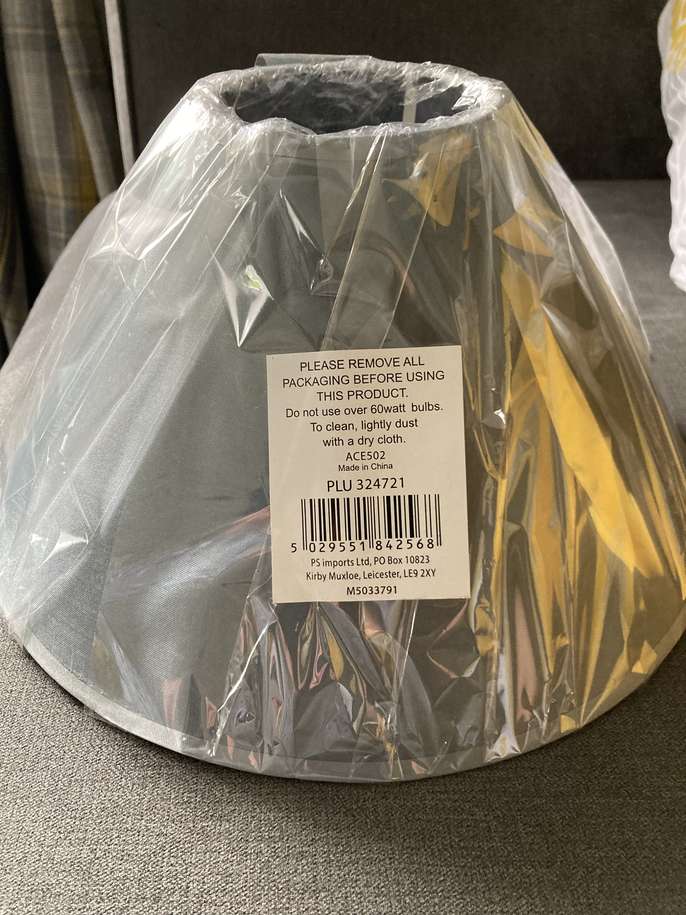 PLEASE REMOVE ALL
PACKAGING BEFORE USING
THIS PRODUCT.
Do not use over 60watt bulbs.
To clean, lightly dust
with a dry cloth.
ACE502
Made in China
PLU 324721
5 029551 842568
PS imports Ltd, PO Box 10823
Kirby Muxloe, Leicester, LE9 2XY
M5033791